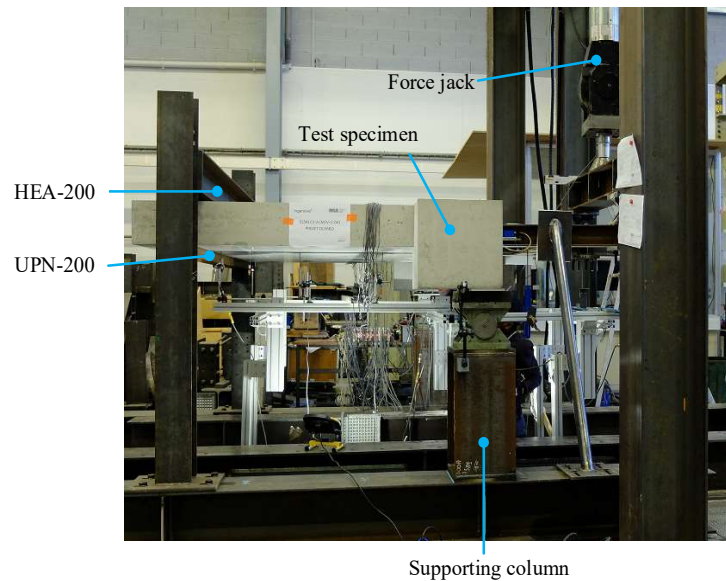 Force jack
Test specimen
HEA-200
UPN-200
Supporting column